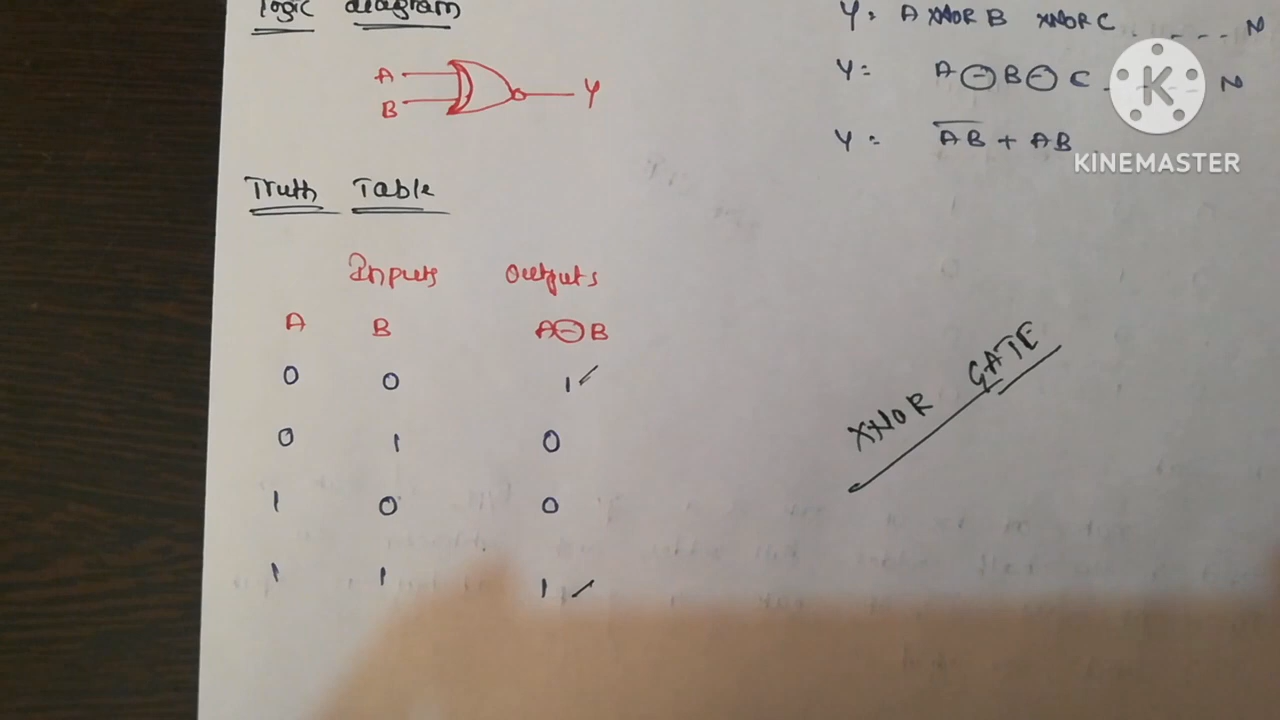 Logic diagram
A
B
Y
Y = A XNOR B XNOR C ..... N
Y = A ⊖ B ⊖ C ..... N
Y = A̅B̅ + AB
K
KINEMASTER
Truth Table
Inputs Outputs
A B A⊖B
0 0 1 ✓
0 1 0
1 0 0
1 1 1 ✓
XNOR GATE